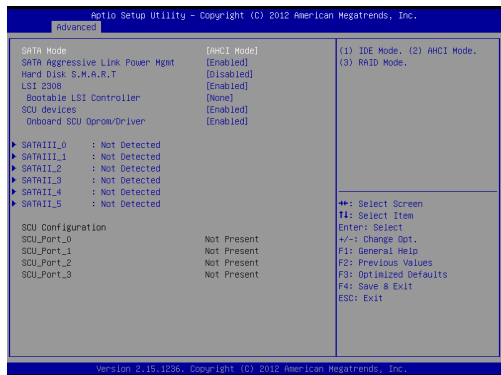 Aptio Setup Utility – Copyright (C) 2012 American Megatrends, Inc.
Advanced
SATA Mode [AHCI Mode]
SATA Aggressive Link Power Mgmt [Enabled]
Hard Disk S.M.A.R.T [Disabled]
LSI 2308 [Enabled]
Bootable LSI Controller [None]
SCU devices [Enabled]
Onboard SCU Oprom/Driver [Enabled]
SATAIII_0 : Not Detected
SATAIII_1 : Not Detected
SATAII_2 : Not Detected
SATAII_3 : Not Detected
SATAII_4 : Not Detected
SATAII_5 : Not Detected
SCU Configuration
SCU_Port_0 Not Present
SCU_Port_1 Not Present
SCU_Port_2 Not Present
SCU_Port_3 Not Present
(1) IDE Mode. (2) AHCI Mode.
(3) RAID Mode.
→←: Select Screen
↑↓: Select Item
Enter: Select
+/-: Change Opt.
F1: General Help
F2: Previous Values
F3: Optimized Defaults
F4: Save & Exit
ESC: Exit
Version 2.15.1236. Copyright (C) 2012 American Megatrends, Inc.